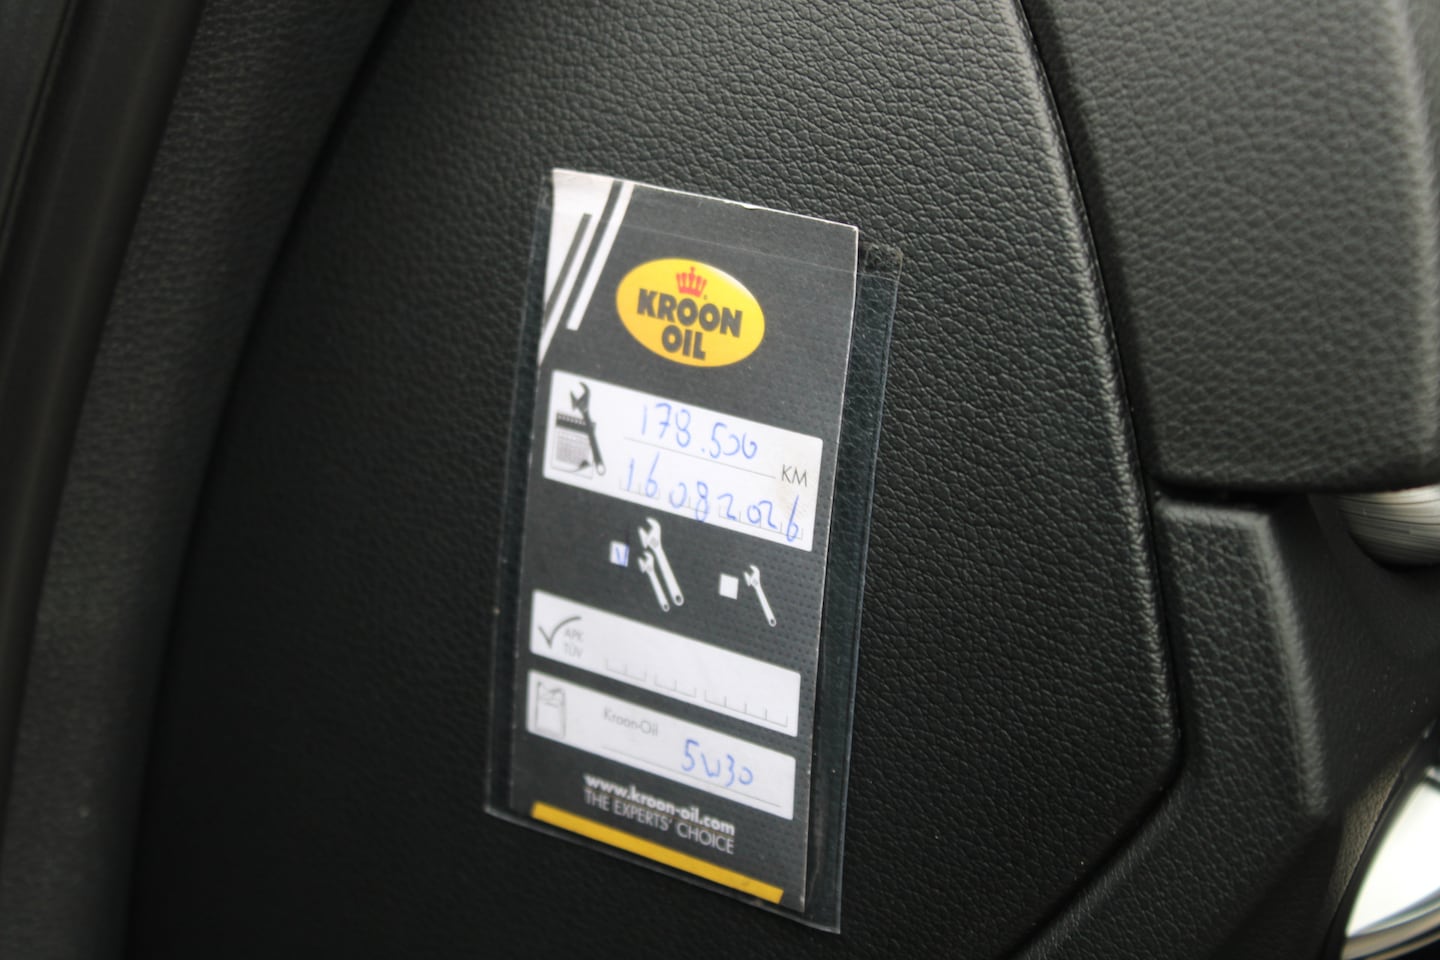 KROON
OIL
178.500
KM
16 08 2026
APK
TÜV
Kroon-Oil
5W30
www.kroon-oil.com
THE EXPERTS' CHOICE